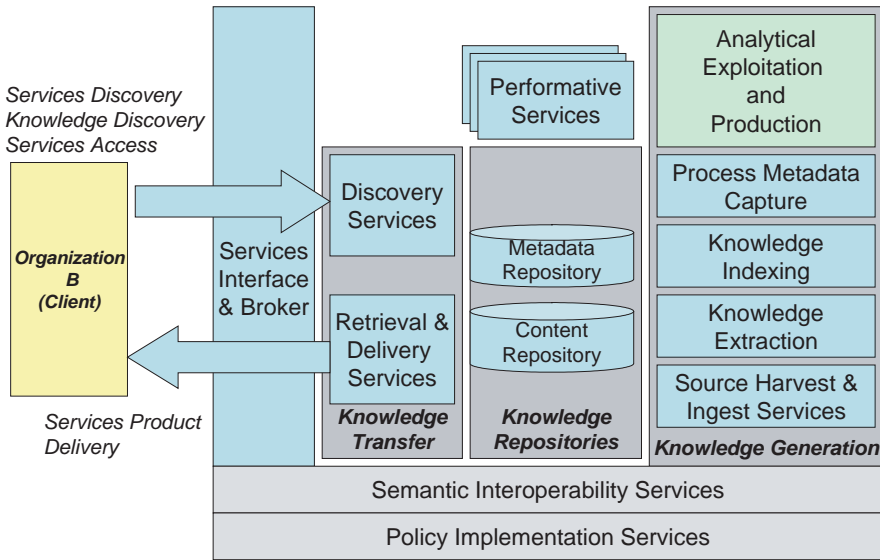 Services Discovery
Knowledge Discovery
Services Access
Organization
B
(Client)
Services Product
Delivery
Services
Interface
& Broker
Discovery
Services
Retrieval &
Delivery
Services
Knowledge
Transfer
Performative
Services
Metadata
Repository
Content
Repository
Knowledge
Repositories
Analytical
Exploitation
and
Production
Process Metadata
Capture
Knowledge
Indexing
Knowledge
Extraction
Source Harvest &
Ingest Services
Knowledge Generation
Semantic Interoperability Services
Policy Implementation Services